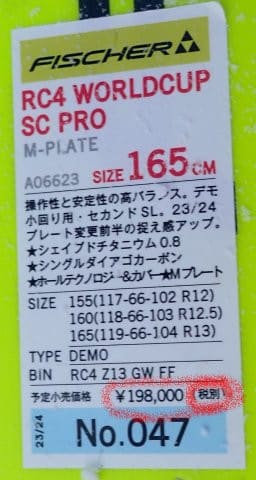 FISCHER
RC4 WORLDCUP
SC PRO
M-PLATE
A06623 SIZE 165CM
操作性と安定性の高バランス。デモ
小回り用・セカンドSL。23/24
プレート変更前半の捉え感アップ。
★シェイプドチタニウム0.8
★シングルダイアゴカーボン
★ホールテクノロジー&カバー★Mプレート
SIZE 155(117-66-102 R12)
160(118-66-103 R12.5)
165(119-66-104 R13)
TYPE DEMO
BIN RC4 Z13 GW FF
予定小売価格 ¥198,000 (税別)
23/24
No.047